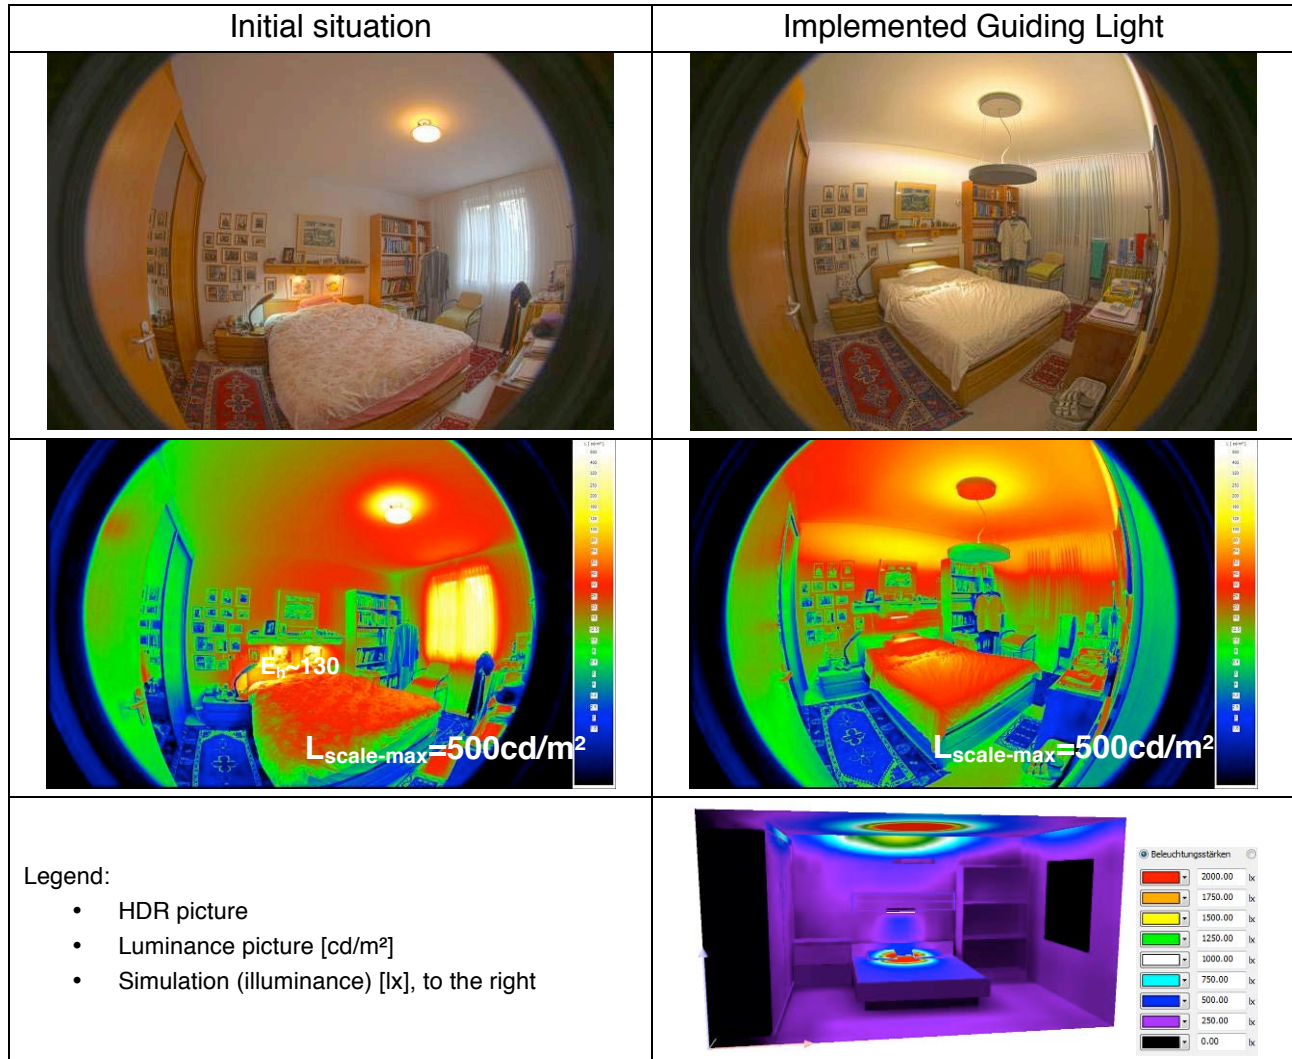 Initial situation
Implemented Guiding Light
Eh~130
Lscale-max=500cd/m²
Lscale-max=500cd/m²
Legend:
• HDR picture
• Luminance picture [cd/m²]
• Simulation (illuminance) [lx], to the right
Beleuchtungsstärken
2000.00 lx
1750.00 lx
1500.00 lx
1250.00 lx
1000.00 lx
750.00 lx
500.00 lx
250.00 lx
0.00 lx